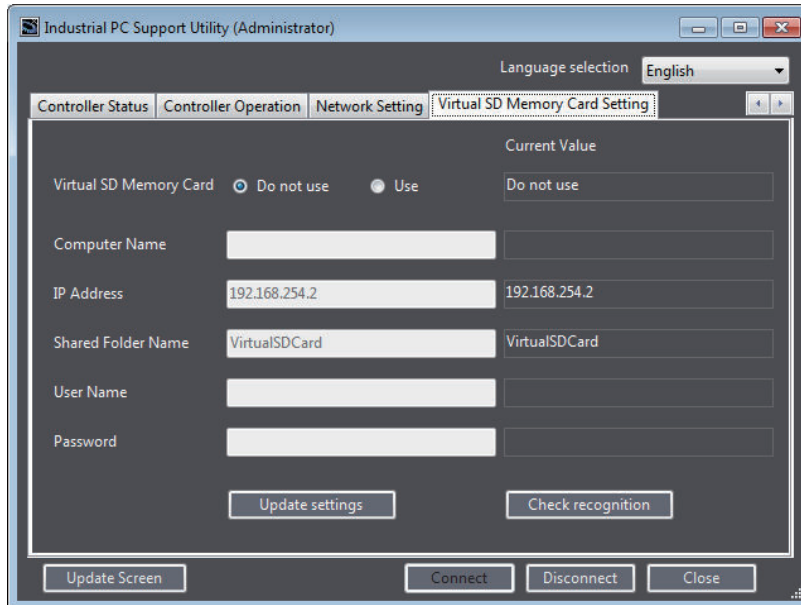 Industrial PC Support Utility (Administrator)
Language selection English
Controller Status Controller Operation Network Setting Virtual SD Memory Card Setting
Current Value
Virtual SD Memory Card Do not use Use Do not use
Computer Name
IP Address 192.168.254.2 192.168.254.2
Shared Folder Name VirtualSDCard VirtualSDCard
User Name
Password
Update settings Check recognition
Update Screen Connect Disconnect Close